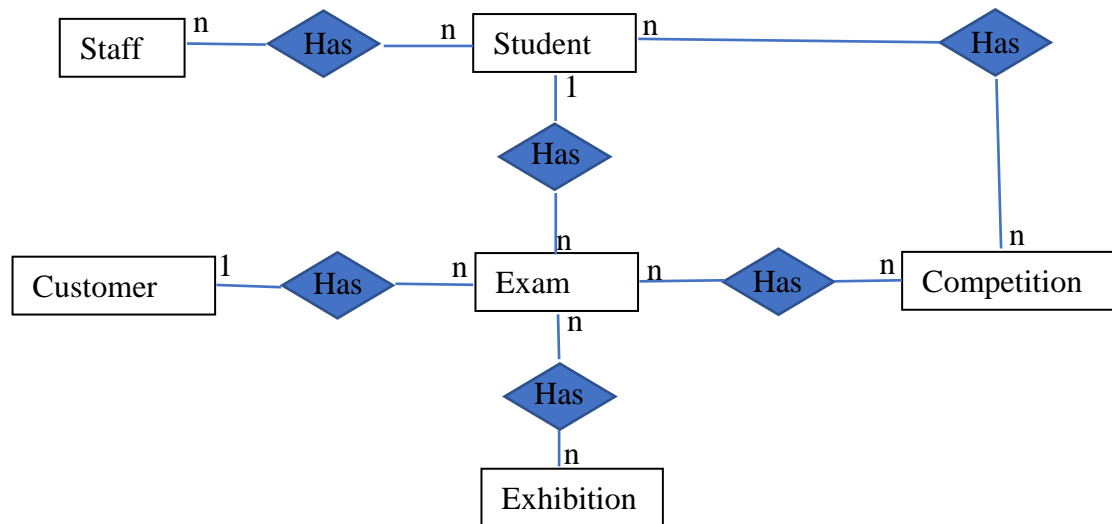 n
n
n
Staff
Has
Student
Has
1
Has
n
n
1
n
n
n
Customer
Has
Exam
Has
Competition
n
Has
n
Exhibition